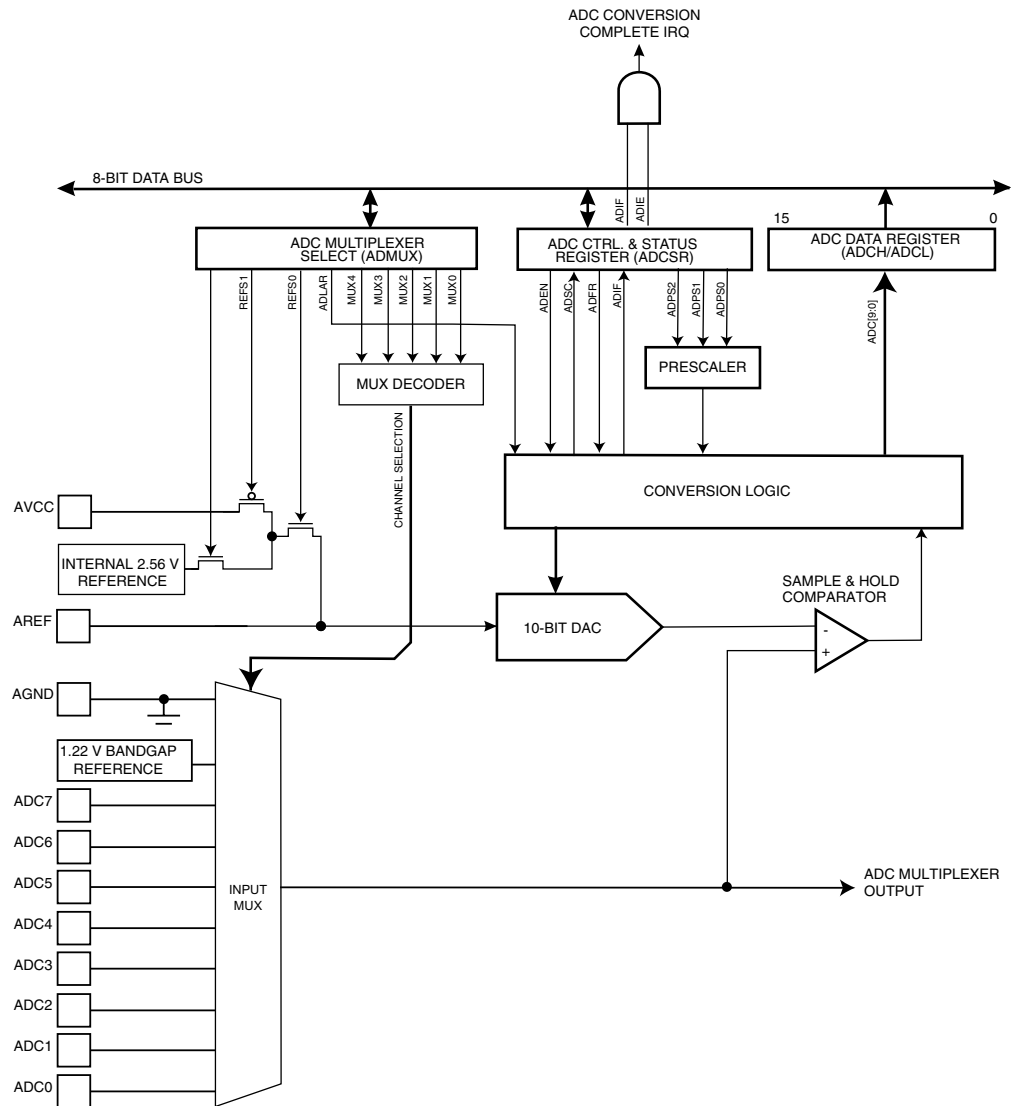 ADC CONVERSION
COMPLETE IRQ
8-BIT DATA BUS
ADIF
ADIE
15
0
ADC MULTIPLEXER
SELECT (ADMUX)
ADC CTRL. & STATUS
REGISTER (ADCSR)
ADC DATA REGISTER
(ADCH/ADCL)
REFS1
REFS0
ADLAR
MUX4
MUX3
MUX2
MUX1
MUX0
ADEN
ADSC
ADFR
ADIF
ADPS2
ADPS1
ADPS0
ADC[9:0]
MUX DECODER
PRESCALER
CHANNEL SELECTION
CONVERSION LOGIC
AVCC
INTERNAL 2.56 V
REFERENCE
SAMPLE & HOLD
COMPARATOR
AREF
10-BIT DAC
-
+
AGND
1.22 V BANDGAP
REFERENCE
ADC7
ADC6
ADC5
INPUT
MUX
ADC MULTIPLEXER
OUTPUT
ADC4
ADC3
ADC2
ADC1
ADC0